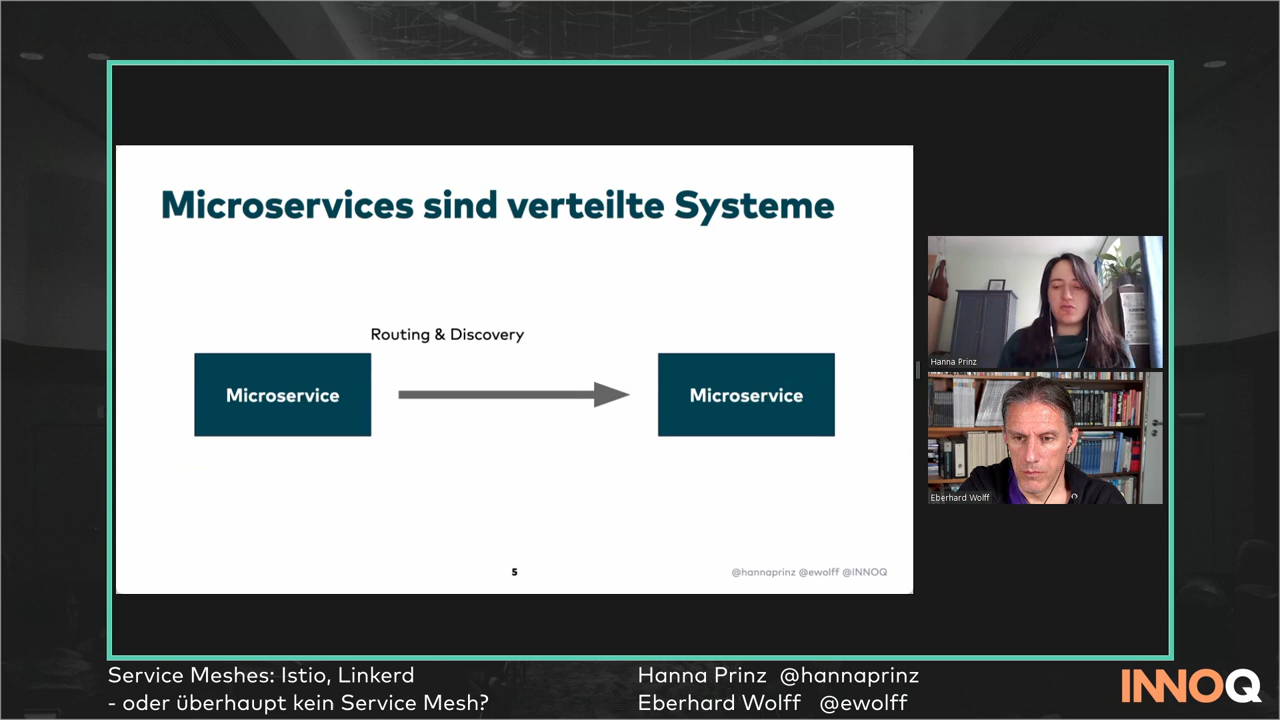 Microservices sind verteilte Systeme
Routing & Discovery
Microservice
Microservice
5
@hannaprinz @ewolff @INNOQ
Hanna Prinz
Eberhard Wolff
Service Meshes: Istio, Linkerd
- oder überhaupt kein Service Mesh?
Hanna Prinz @hannaprinz
Eberhard Wolff @ewolff
INNOQ